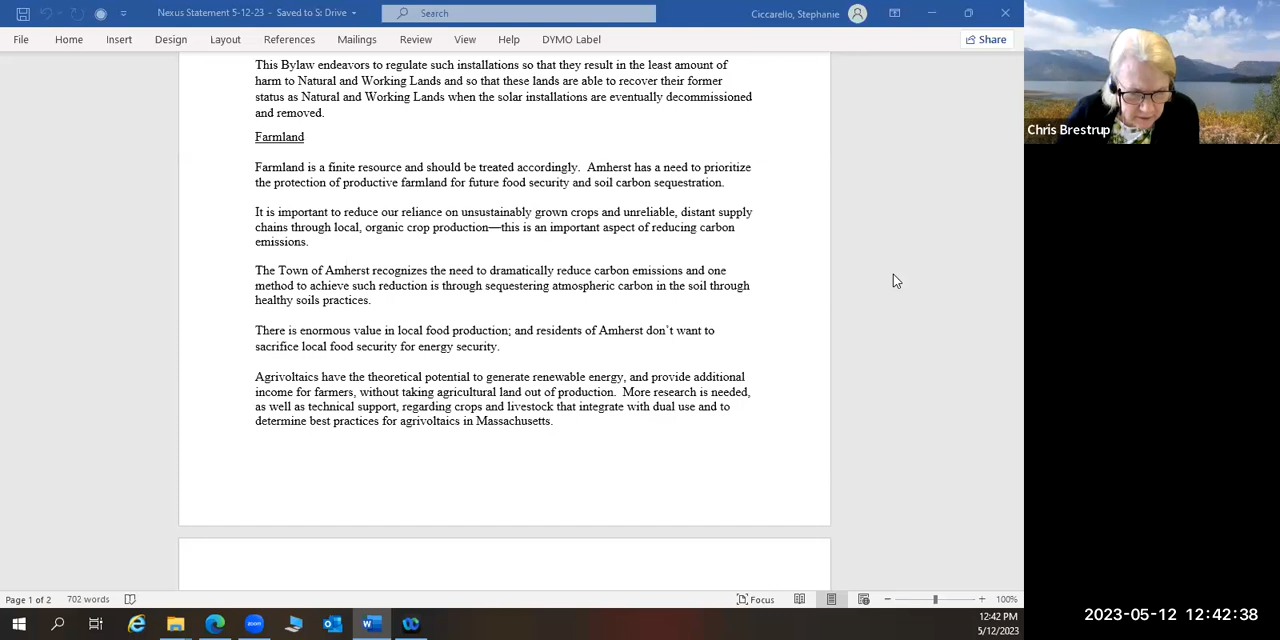 Nexus Statement 5-12-23 - Saved to S: Drive
Search
Ciccarello, Stephanie
File Home Insert Design Layout References Mailings Review View Help DYMO Label
Share
This Bylaw endeavors to regulate such installations so that they result in the least amount of
harm to Natural and Working Lands and so that these lands are able to recover their former
status as Natural and Working Lands when the solar installations are eventually decommissioned
and removed.
Farmland
Farmland is a finite resource and should be treated accordingly. Amherst has a need to prioritize
the protection of productive farmland for future food security and soil carbon sequestration.
It is important to reduce our reliance on unsustainably grown crops and unreliable, distant supply
chains through local, organic crop production—this is an important aspect of reducing carbon
emissions.
The Town of Amherst recognizes the need to dramatically reduce carbon emissions and one
method to achieve such reduction is through sequestering atmospheric carbon in the soil through
healthy soils practices.
There is enormous value in local food production; and residents of Amherst don't want to
sacrifice local food security for energy security.
Agrivoltaics have the theoretical potential to generate renewable energy, and provide additional
income for farmers, without taking agricultural land out of production. More research is needed,
as well as technical support, regarding crops and livestock that integrate with dual use and to
determine best practices for agrivoltaics in Massachusetts.
Page 1 of 2 702 words
Focus
100%
zoom
12:42 PM
5/12/2023
Chris Brestrup
2023-05-12 12:42:38